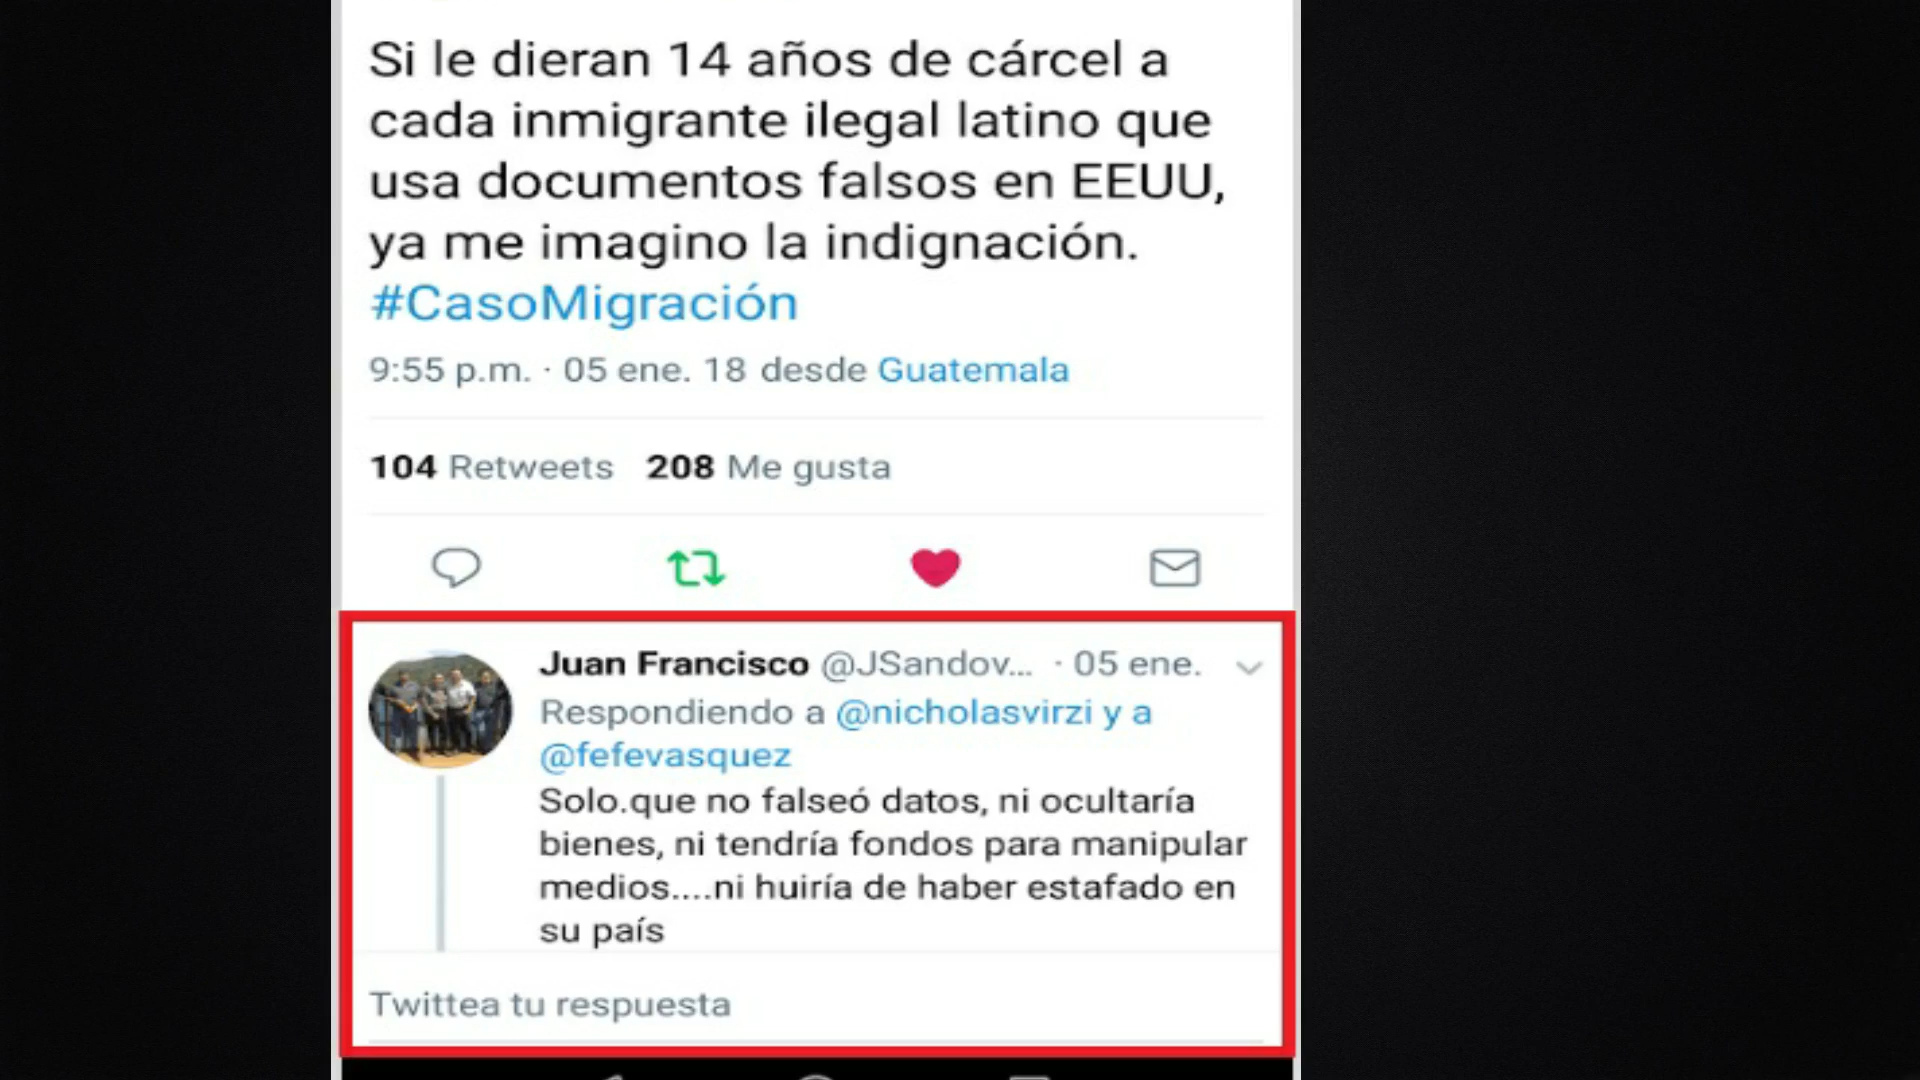 Si le dieran 14 años de cárcel a
cada inmigrante ilegal latino que
usa documentos falsos en EEUU,
ya me imagino la indignación.
#CasoMigración
9:55 p.m. · 05 ene. 18 desde Guatemala
104 Retweets 208 Me gusta
Juan Francisco @JSandov... · 05 ene.
Respondiendo a @nicholasvirzi y a
@fefevasquez
Solo.que no falseó datos, ni ocultaría
bienes, ni tendría fondos para manipular
medios....ni huiría de haber estafado en
su país
Twittea tu respuesta